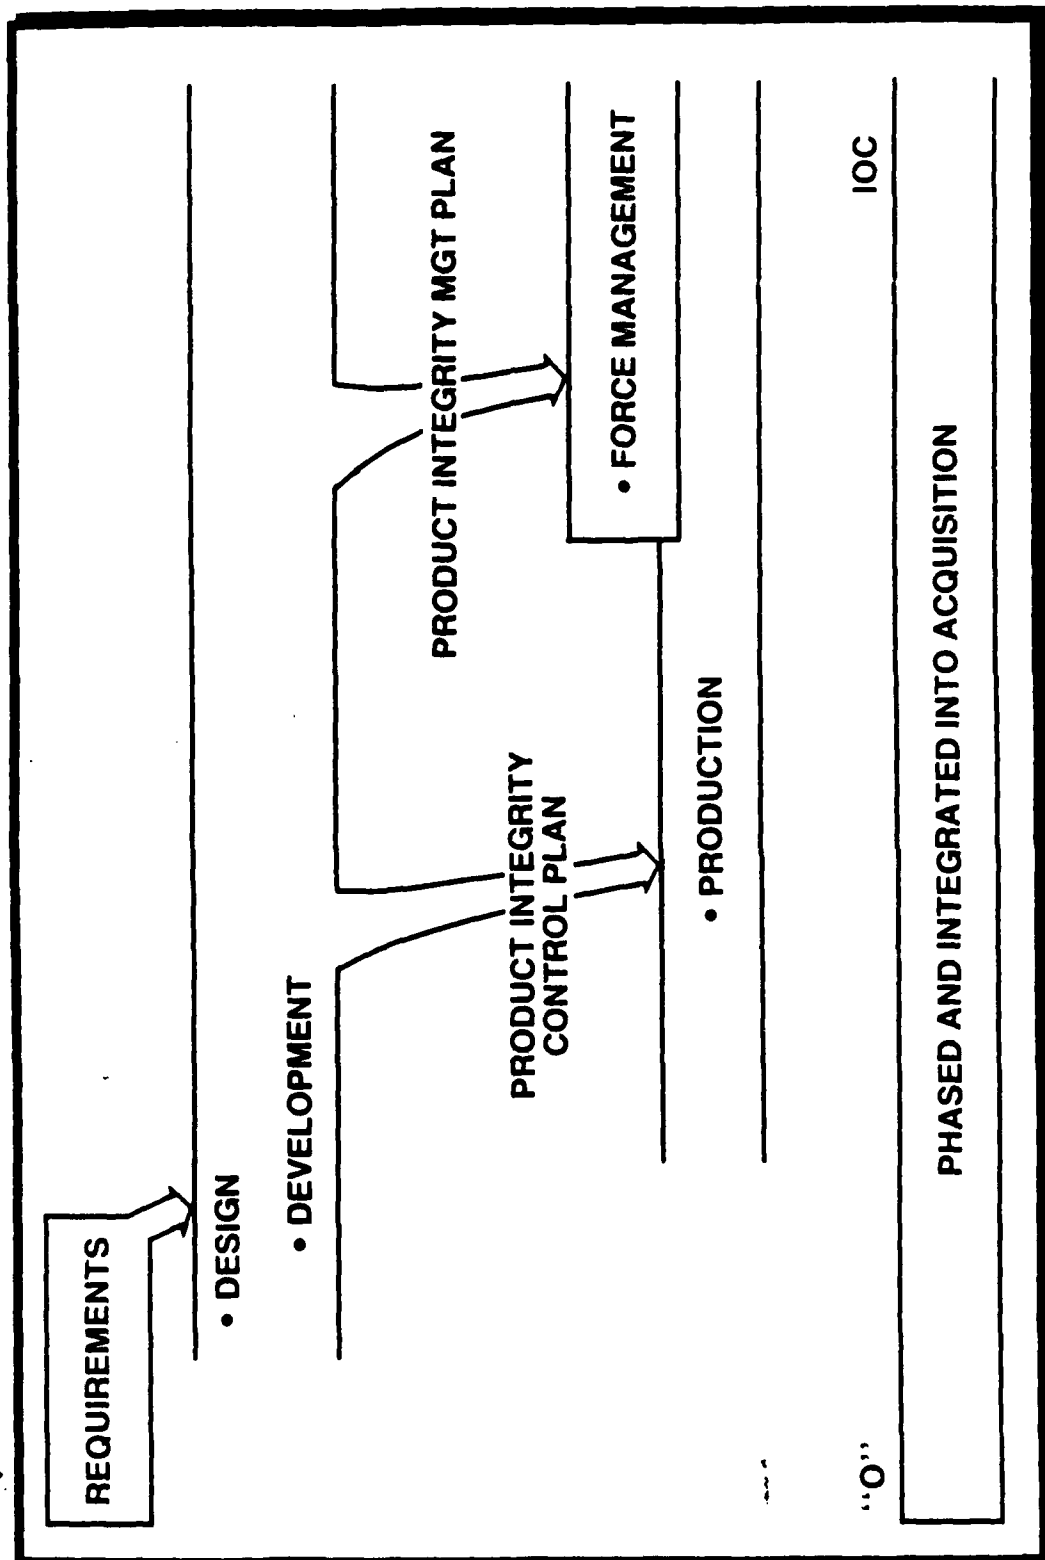 REQUIREMENTS
• DESIGN
• DEVELOPMENT
PRODUCT INTEGRITY MGT PLAN
PRODUCT INTEGRITY
CONTROL PLAN
• FORCE MANAGEMENT
• PRODUCTION
"O"
IOC
PHASED AND INTEGRATED INTO ACQUISITION